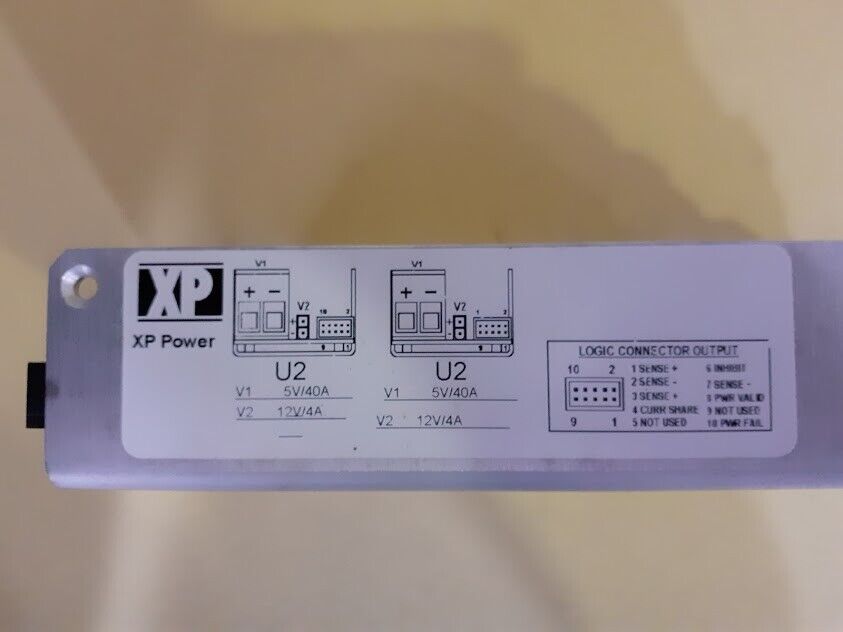 XP
XP Power
V1
+ -
V2
+
-
10 2
9 1
U2
V1 5V/40A
V2 12V/4A
V1
+ -
V2
+
-
1 2
9 1
U2
V1 5V/40A
V2 12V/4A
LOGIC CONNECTOR OUTPUT
10 2
9 1
1 SENSE +
2 SENSE -
3 SENSE +
4 CURR SHARE
5 NOT USED
6 INHIBIT
7 SENSE -
8 PWR VALID
9 NOT USED
10 PWR FAIL